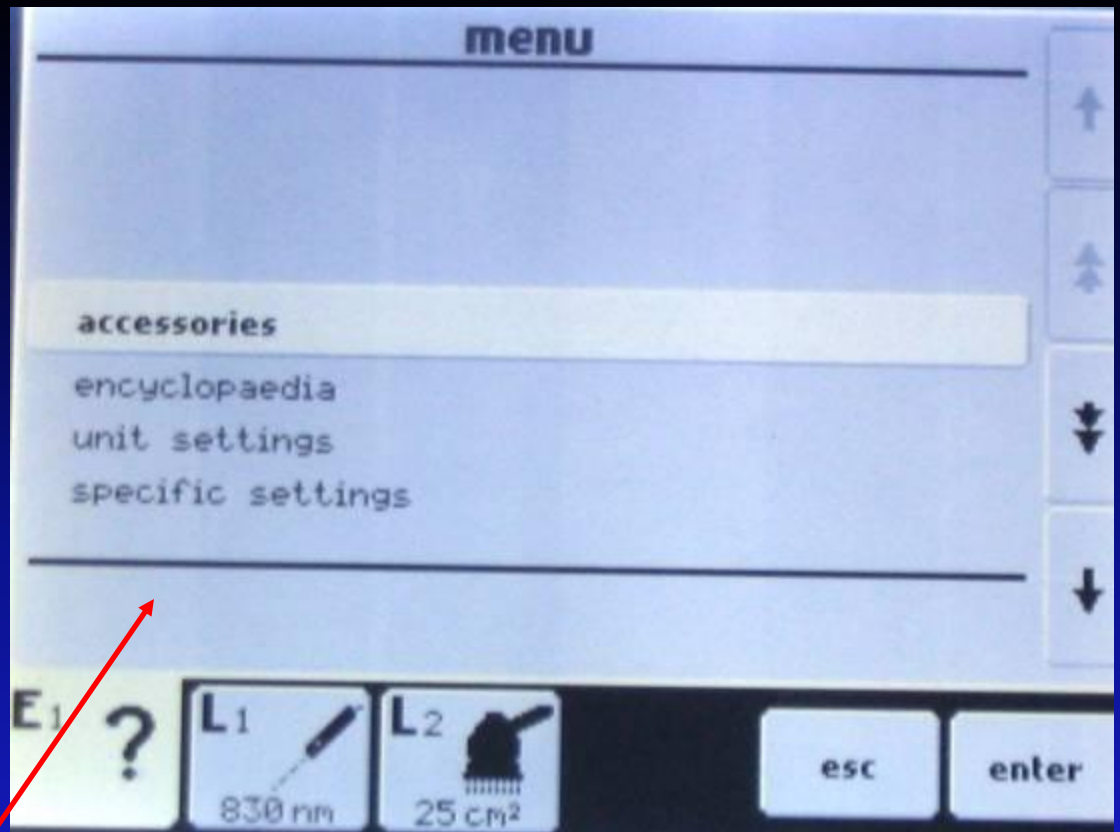 menu
accessories
encyclopaedia
unit settings
specific settings
E1 ?
L1
830 nm
L2
25 cm²
esc
enter